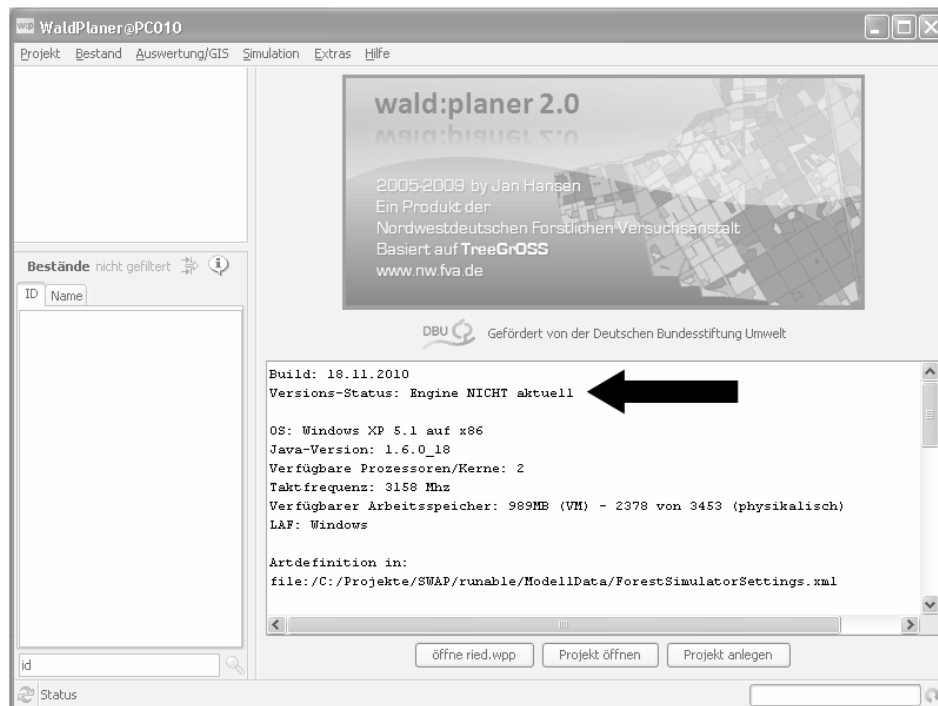 WaldPlaner@PC010
Projekt Bestand Auswertung/GIS Simulation Extras Hilfe
wald:planer 2.0
2005-2009 by Jan Hansen
Ein Produkt der
Nordwestdeutschen Forstlichen Versuchsanstalt
Basiert auf TreeGrOSS
www.nw.fva.de
Bestände nicht gefiltert
ID Name
DBU Gefördert von der Deutschen Bundesstiftung Umwelt
Build: 18.11.2010
Versions-Status: Engine NICHT aktuell
OS: Windows XP 5.1 auf x86
Java-Version: 1.6.0_18
Verfügbare Prozessoren/Kerne: 2
Taktfrequenz: 3158 Mhz
Verfügbarer Arbeitsspeicher: 989MB (VM) - 2378 von 3453 (physikalisch)
LAF: Windows
Artdefinition in:
file:/C:/Projekte/SWAP/runable/ModellData/ForestSimulatorSettings.xml
öffne ried.wpp Projekt öffnen Projekt anlegen
id
Status